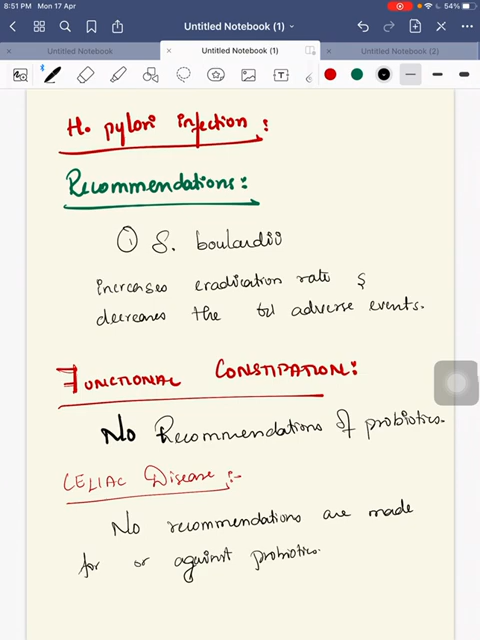 8:51 PM Mon 17 Apr
54%
Untitled Notebook (1)
Untitled Notebook
Untitled Notebook (1)
Untitled Notebook (2)
H. pylori infection:
Recommendations:
① S. boulardii
increases eradication rate &
decreases the adverse events.
FUNCTIONAL CONSTIPATION:
No Recommendations of probiotics.
CELIAC Disease:-
No recommendations are made
for or against probiotics.